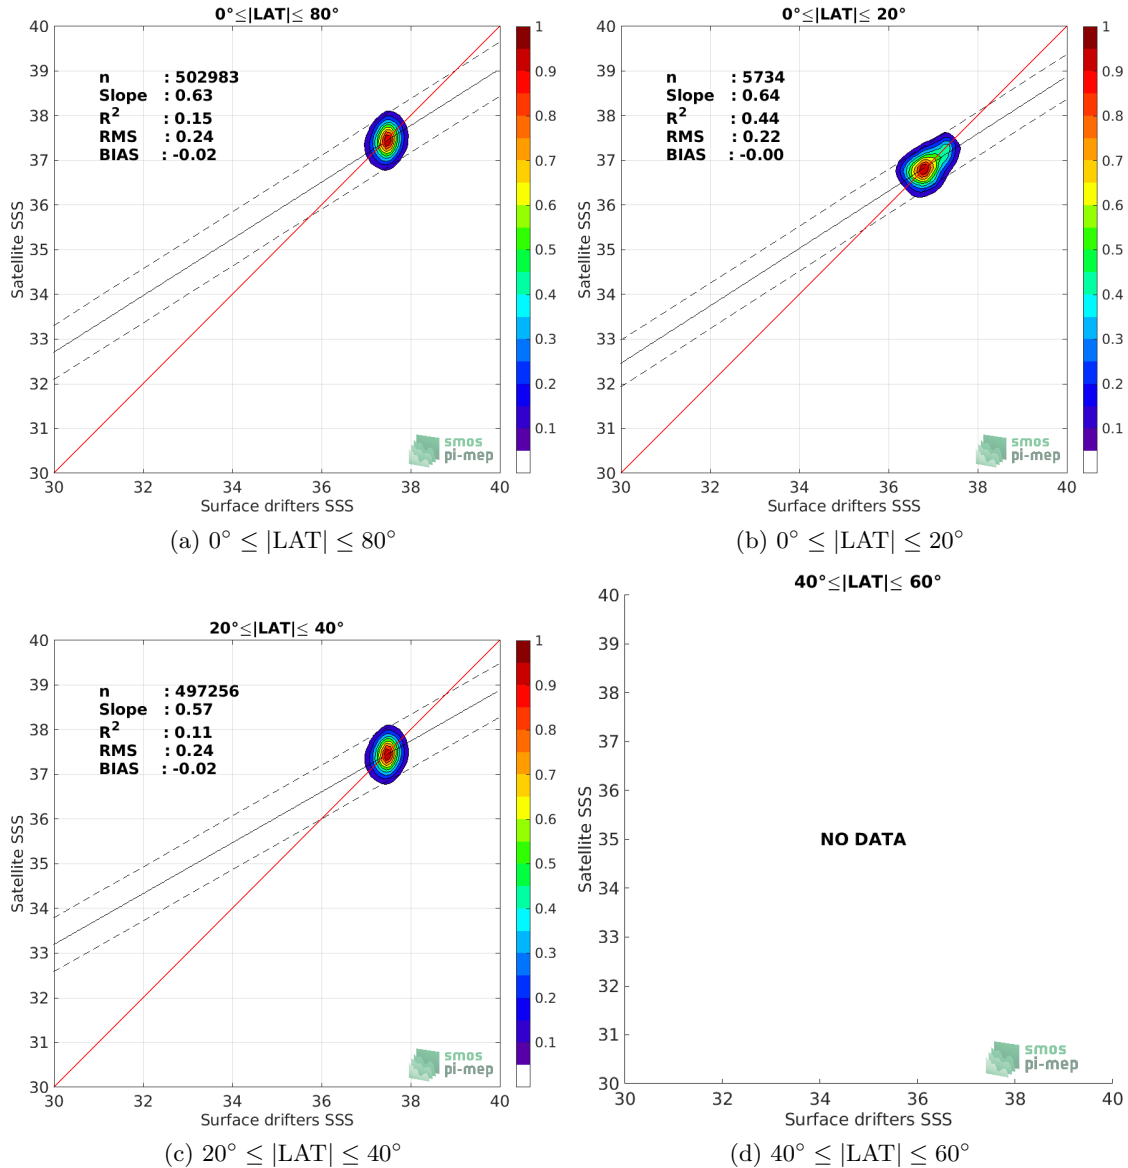 0°≤|LAT|≤ 80°
40
39
38
37
36
35
34
33
32
31
30
Satellite SSS
n : 502983
Slope : 0.63
R² : 0.15
RMS : 0.24
BIAS : -0.02
smos
pi-mep
30 32 34 36 38 40
Surface drifters SSS
1
0.9
0.8
0.7
0.6
0.5
0.4
0.3
0.2
0.1
(a) 0° ≤ |LAT| ≤ 80°
0°≤|LAT|≤ 20°
40
39
38
37
36
35
34
33
32
31
30
Satellite SSS
n : 5734
Slope : 0.64
R² : 0.44
RMS : 0.22
BIAS : -0.00
smos
pi-mep
30 32 34 36 38 40
Surface drifters SSS
1
0.9
0.8
0.7
0.6
0.5
0.4
0.3
0.2
0.1
(b) 0° ≤ |LAT| ≤ 20°
20°≤|LAT|≤ 40°
40
39
38
37
36
35
34
33
32
31
30
Satellite SSS
n : 497256
Slope : 0.57
R² : 0.11
RMS : 0.24
BIAS : -0.02
smos
pi-mep
30 32 34 36 38 40
Surface drifters SSS
1
0.9
0.8
0.7
0.6
0.5
0.4
0.3
0.2
0.1
(c) 20° ≤ |LAT| ≤ 40°
40°≤|LAT|≤ 60°
40
39
38
37
36
35
34
33
32
31
30
Satellite SSS
NO DATA
smos
pi-mep
30 32 34 36 38 40
Surface drifters SSS
(d) 40° ≤ |LAT| ≤ 60°